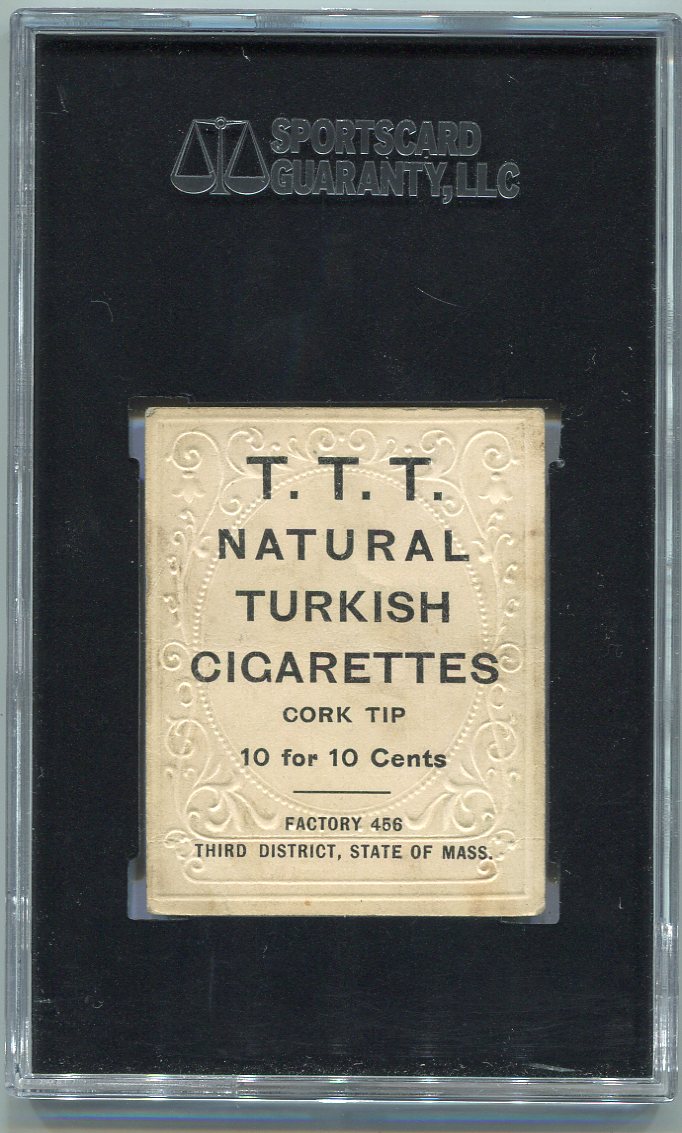 SPORTSCARD
GUARANTY, LLC
T. T. T.
NATURAL
TURKISH
CIGARETTES
CORK TIP
10 for 10 Cents
FACTORY 456
THIRD DISTRICT, STATE OF MASS.